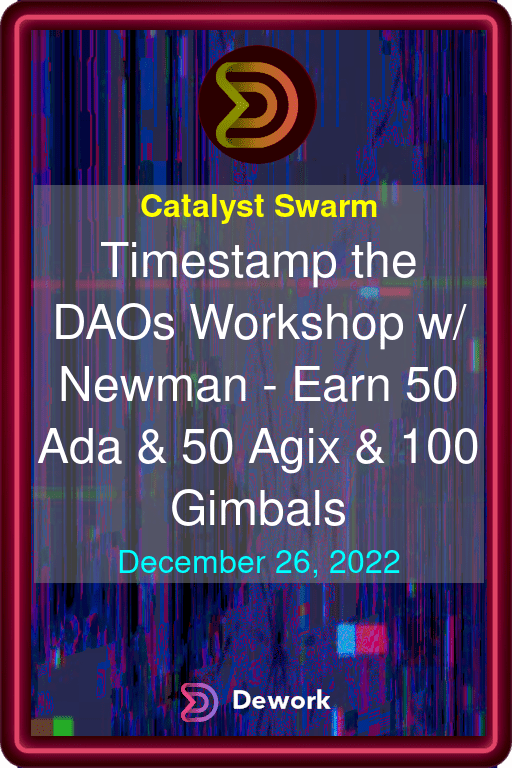 Catalyst Swarm
Timestamp the
DAOs Workshop w/
Newman - Earn 50
Ada & 50 Agix & 100
Gimbals
December 26, 2022
Dework